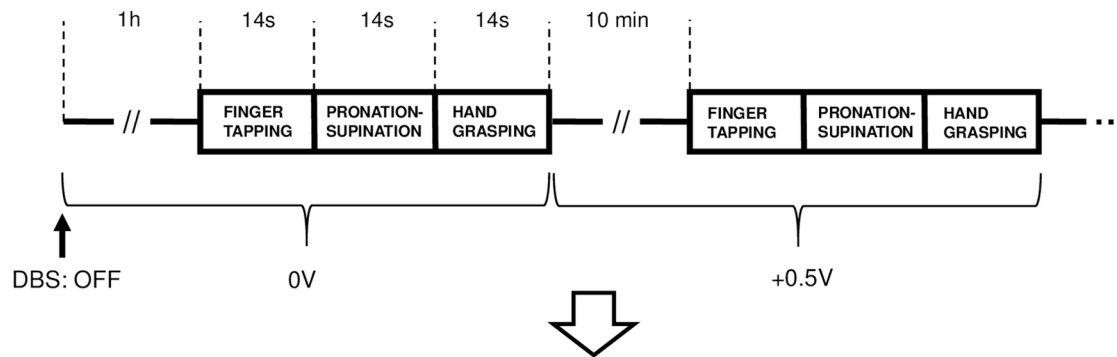 1h 14s 14s 14s 10 min
FINGER TAPPING
PRONATION-SUPINATION
HAND GRASPING
FINGER TAPPING
PRONATION-SUPINATION
HAND GRASPING
//
//
DBS: OFF 0V +0.5V